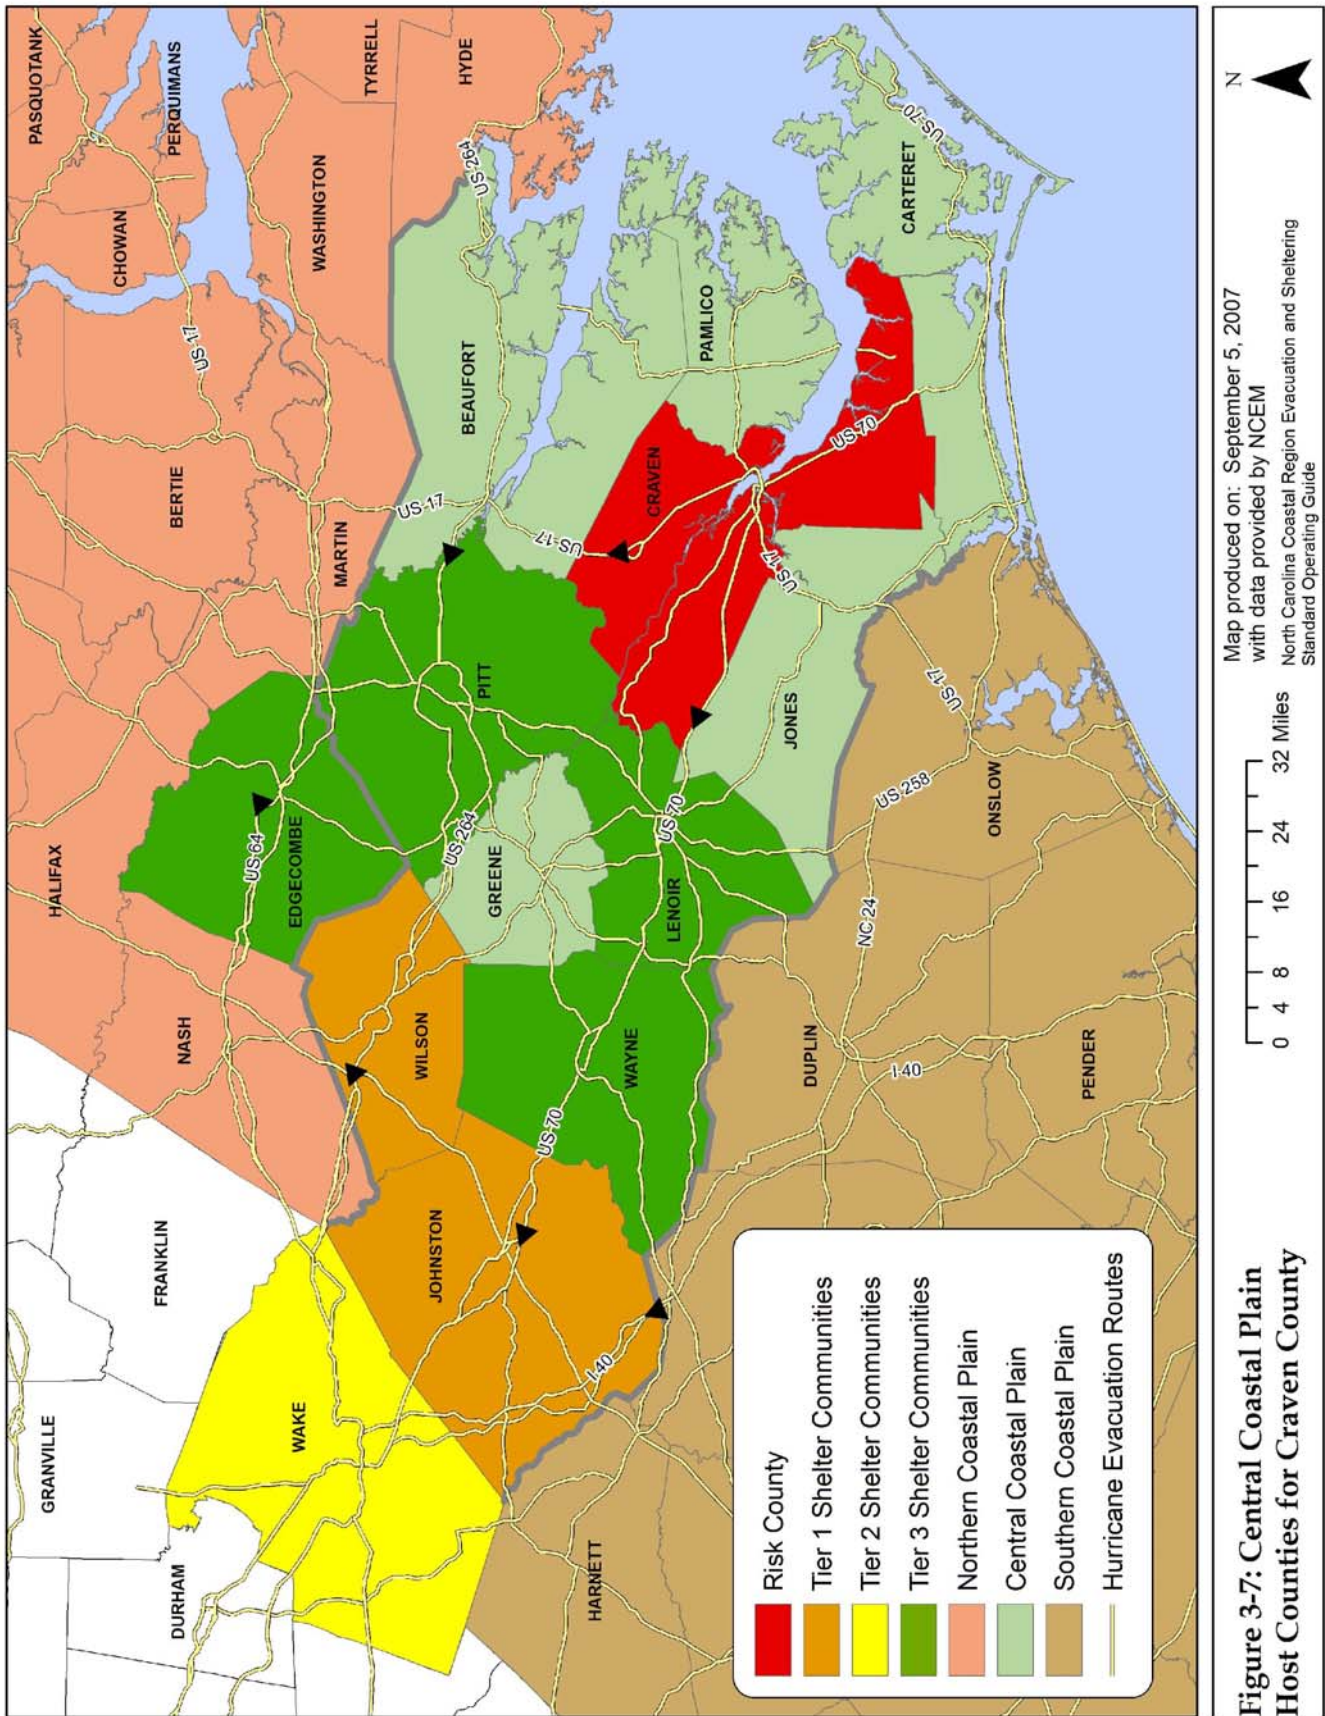 PASQUOTANK
PERQUIMANS
CHOWAN
TYRRELL
HYDE
WASHINGTON
BERTIE
MARTIN
HALIFAX
EDGECOMBE
NASH
FRANKLIN
GRANVILLE
DURHAM
WAKE
JOHNSTON
WILSON
WAYNE
GREENE
PITT
LENOIR
BEAUFORT
PAMLICO
CRAVEN
CARTERET
JONES
ONSLOW
DUPLIN
PENDER
HARNETT
US-17
US-264
US-17
US-17
US-17
US-70
US-70
US-64
US-264
US-70
US-70
US-17
US-258
NC-24
I-40
I-40
Risk County
Tier 1 Shelter Communities
Tier 2 Shelter Communities
Tier 3 Shelter Communities
Northern Coastal Plain
Central Coastal Plain
Southern Coastal Plain
Hurricane Evacuation Routes
Figure 3-7: Central Coastal Plain
Host Counties for Craven County
0 4 8 16 24 32 Miles
Map produced on: September 5, 2007
with data provided by NCEM
North Carolina Coastal Region Evacuation and Sheltering
Standard Operating Guide
N